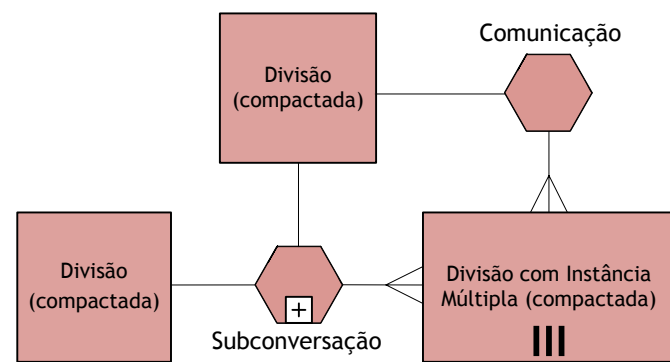 Comunicação
Divisão
(compactada)
Divisão
(compactada)
Divisão com Instância
Múltipla (compactada)
Subconversação